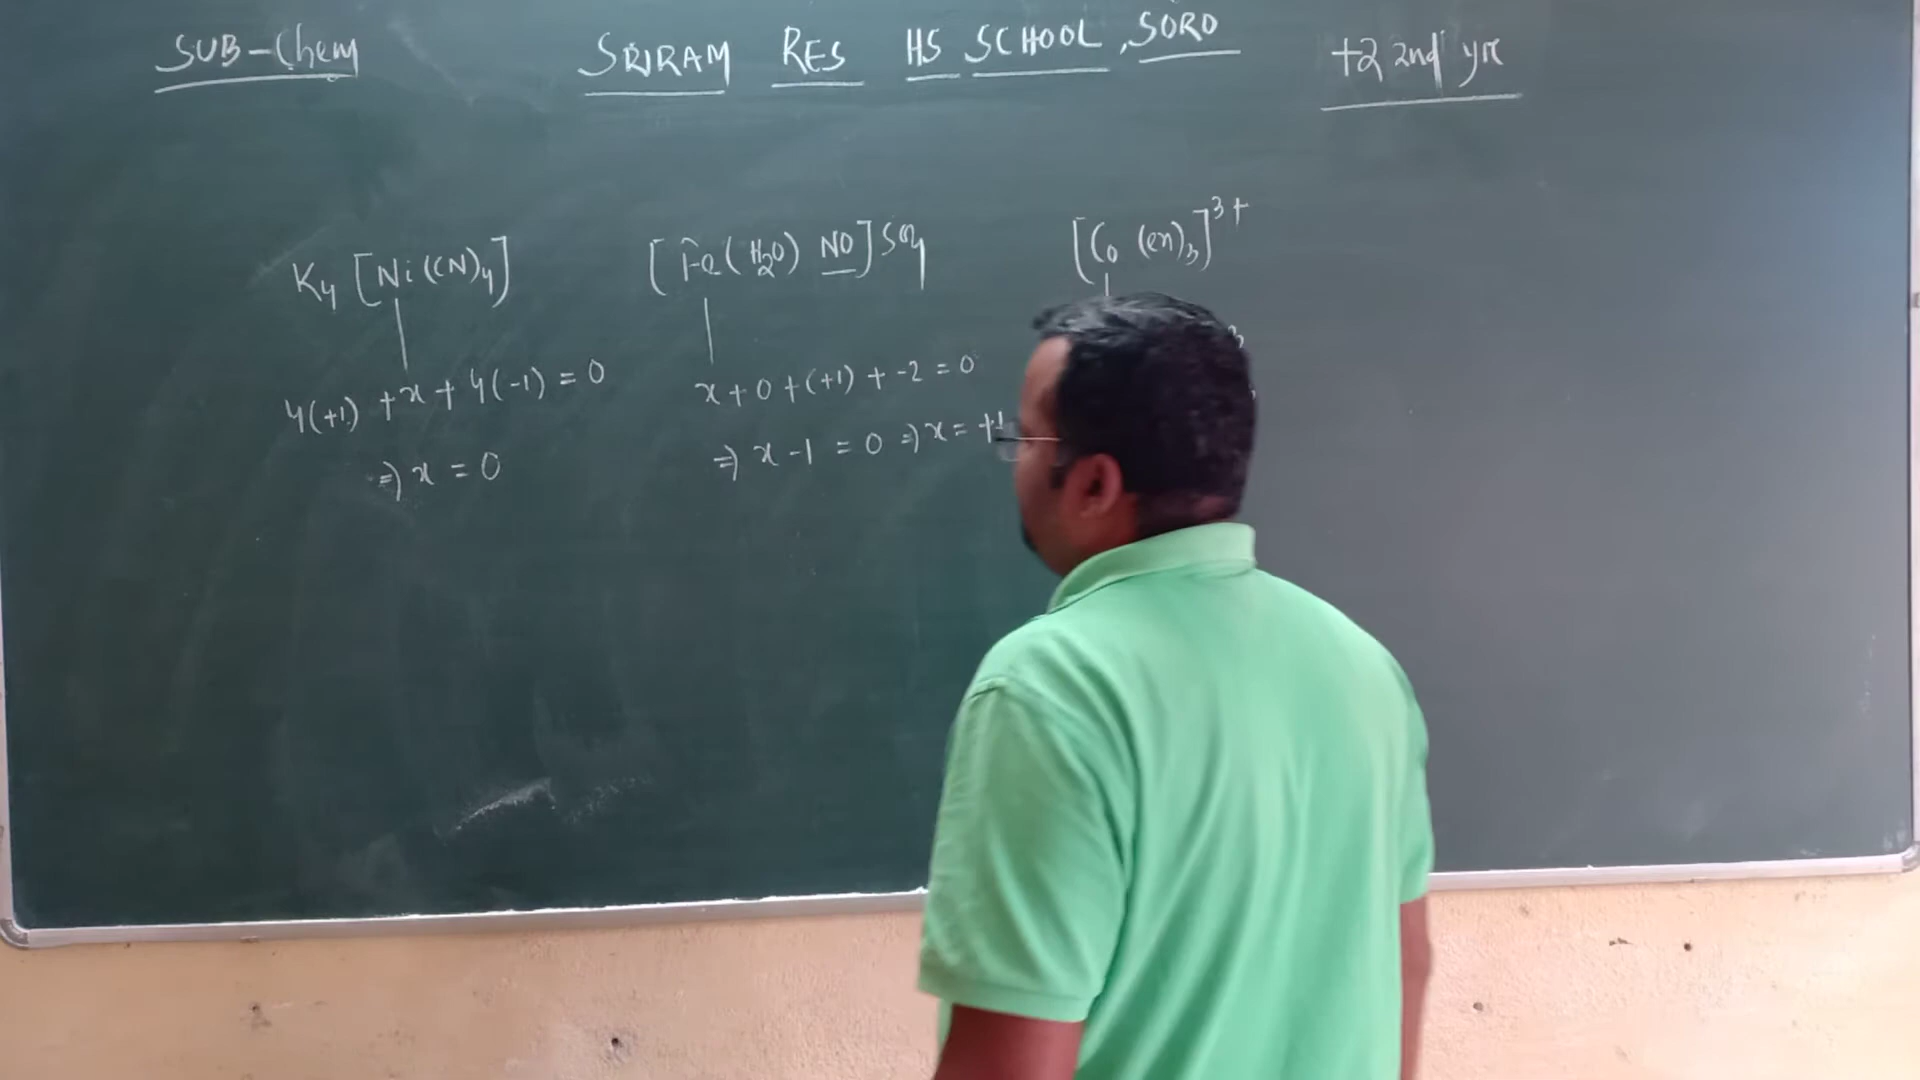 SUB-Chem SRIRAM RES HS SCHOOL, SORO +2 2nd yr
K₄ [Ni(CN)₄] [Fe(H₂O) NO]SO₄ [Co (en)₃]³⁺
4(+1) + x + 4(-1) = 0 x + 0 + (+1) + -2 = 0 3
⇒ x = 0 ⇒ x - 1 = 0 ⇒ x = +1